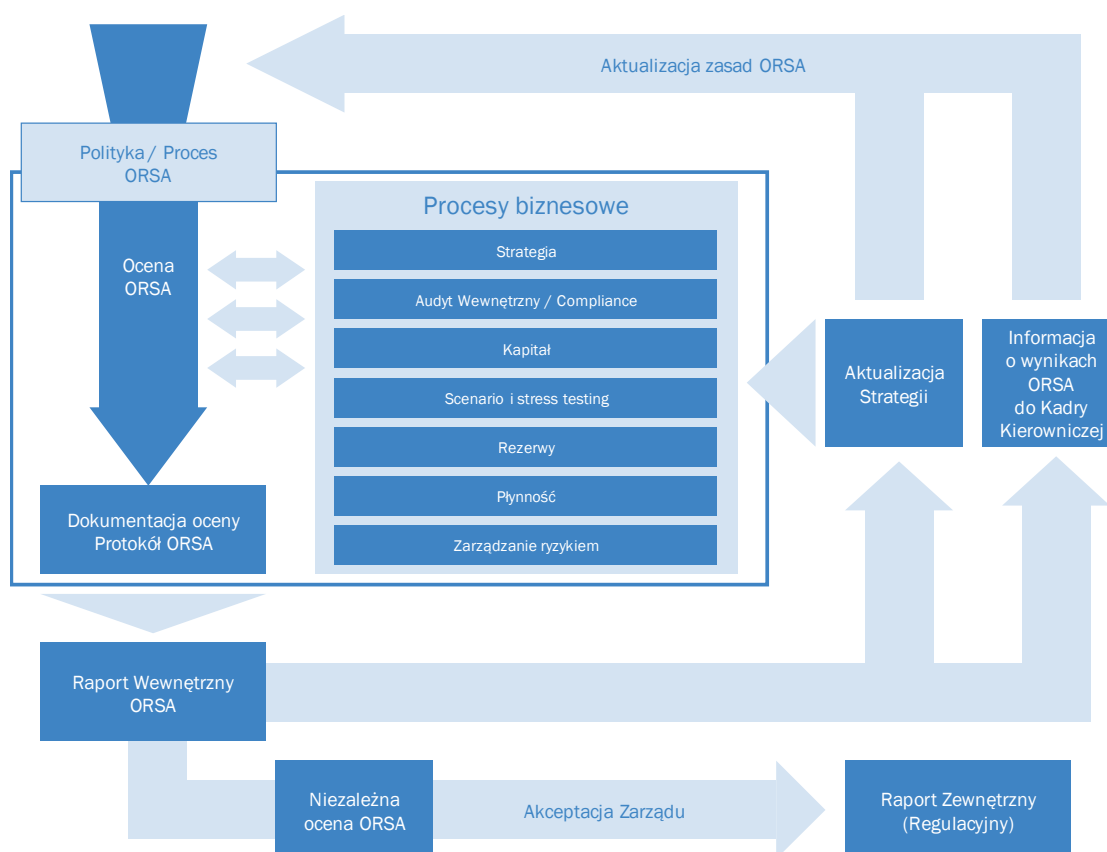 Aktualizacja zasad ORSA
Polityka / Proces
ORSA
Ocena
ORSA
Procesy biznesowe
Strategia
Audyt Wewnętrzny / Compliance
Kapitał
Scenario i stress testing
Rezerwy
Płynność
Zarządzanie ryzykiem
Aktualizacja
Strategii
Informacja
o wynikach
ORSA
do Kadry
Kierowniczej
Dokumentacja oceny
Protokół ORSA
Raport Wewnętrzny
ORSA
Niezależna
ocena ORSA
Akceptacja Zarządu
Raport Zewnętrzny
(Regulacyjny)